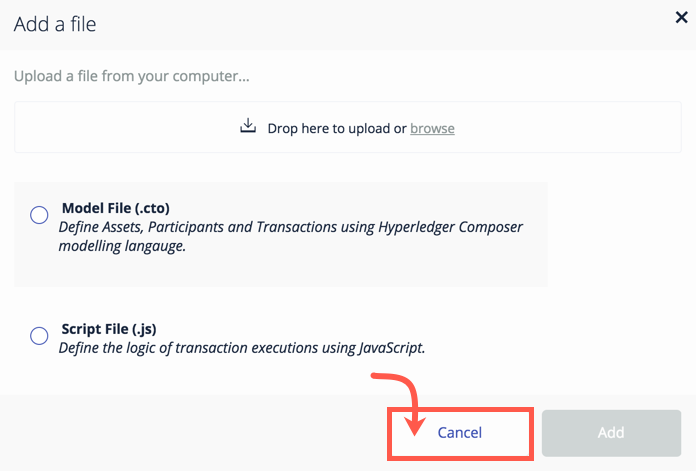 Add a file
Upload a file from your computer...
Drop here to upload or browse
Model File (.cto)
Define Assets, Participants and Transactions using Hyperledger Composer
modelling langauge.
Script File (.js)
Define the logic of transaction executions using JavaScript.
Cancel
Add